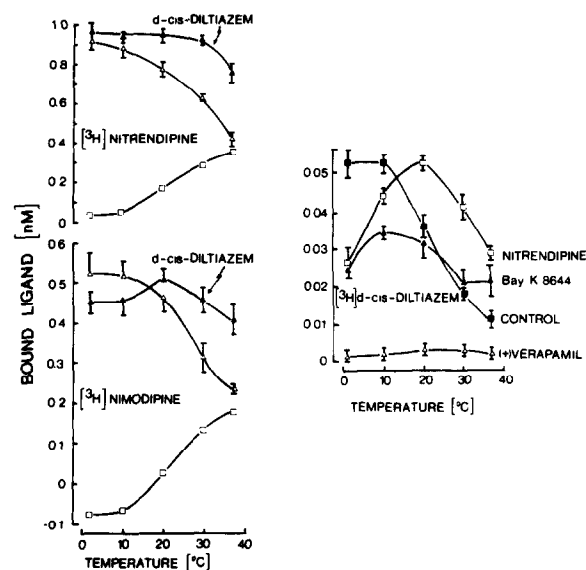 d-cis-DILTIAZEM
1.0
0.8
0.6
0.4
0.2
0
[³H] NITRENDIPINE
0.6
0.5
0.4
0.3
0.2
0.1
0
-0.1
d-cis-DILTIAZEM
[³H] NIMODIPINE
BOUND LIGAND [nM]
0 10 20 30 40
TEMPERATURE [°C]
0.05
0.04
0.03
0.02
0.01
0
NITRENDIPINE
Bay K 8644
[³H]d-cis-DILTIAZEM
CONTROL
(+)VERAPAMIL
0 10 20 30 40
TEMPERATURE [°C]